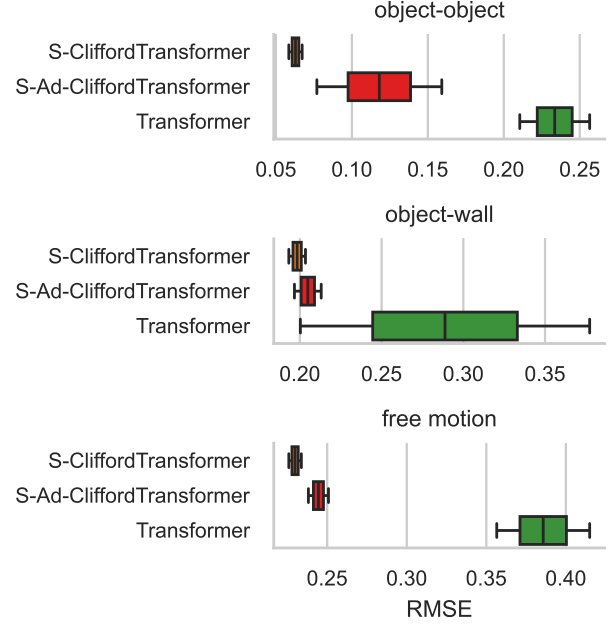 object-object
S-CliffordTransformer
S-Ad-CliffordTransformer
Transformer
0.05 0.10 0.15 0.20 0.25
object-wall
S-CliffordTransformer
S-Ad-CliffordTransformer
Transformer
0.20 0.25 0.30 0.35
free motion
S-CliffordTransformer
S-Ad-CliffordTransformer
Transformer
0.25 0.30 0.35 0.40
RMSE